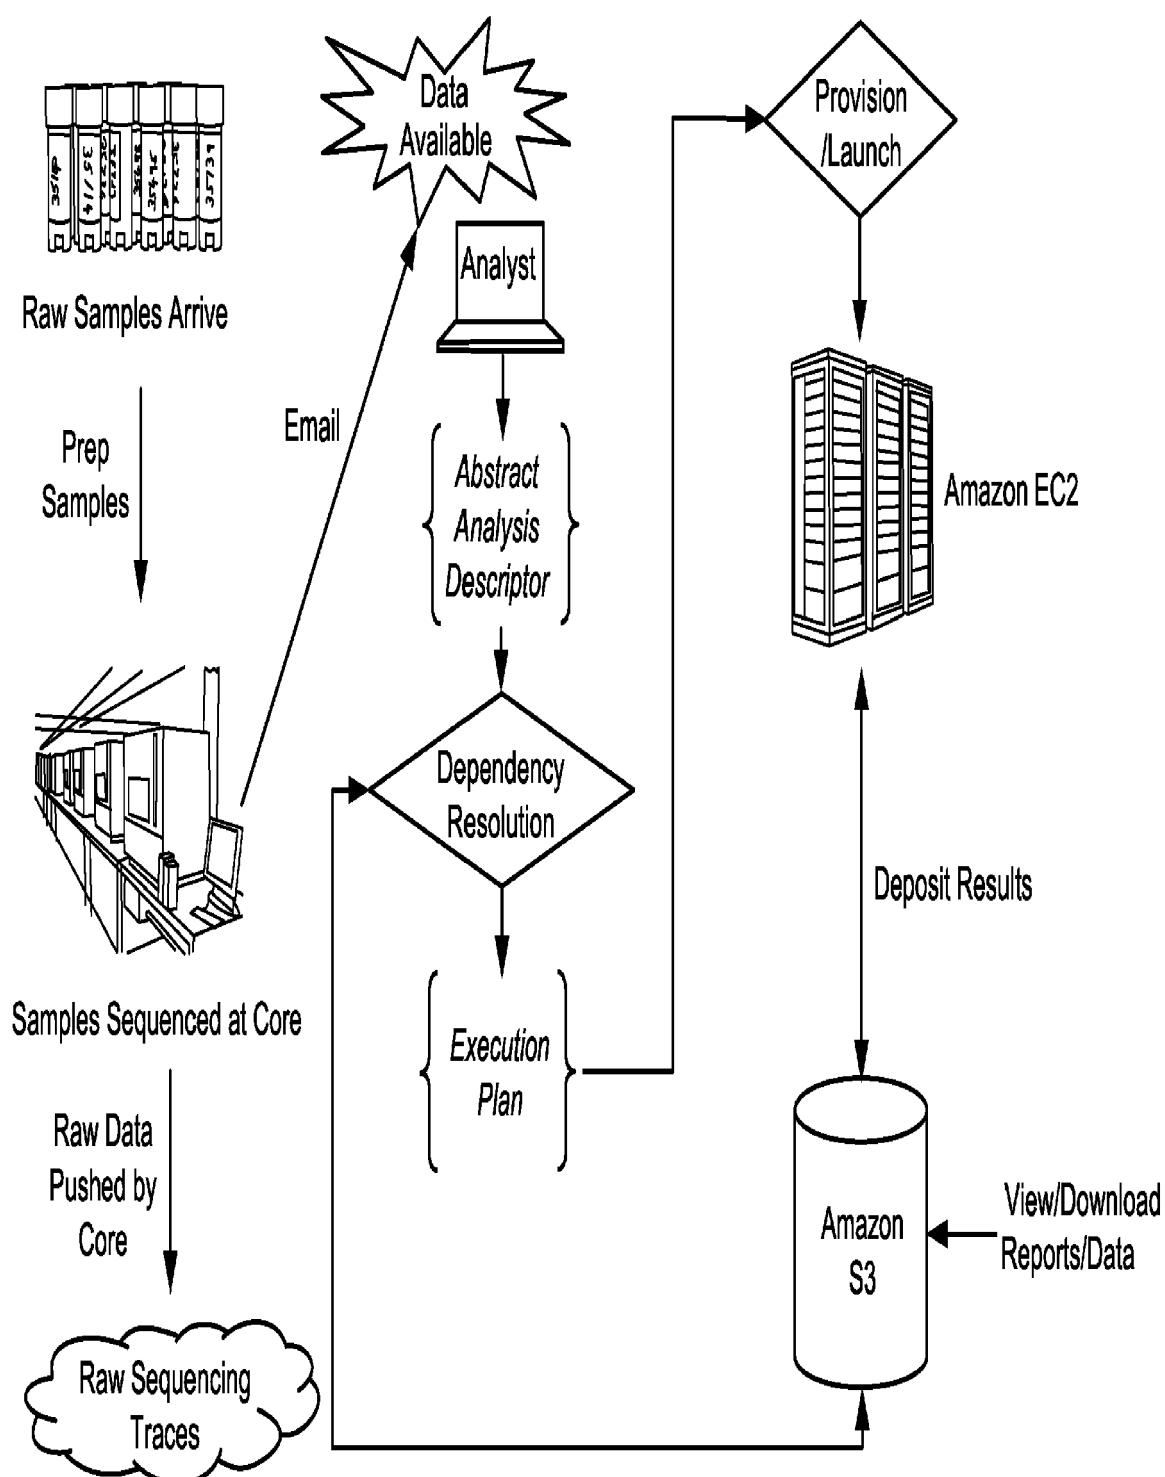 Raw Samples Arrive
Prep
Samples
Samples Sequenced at Core
Raw Data
Pushed by
Core
Raw Sequencing
Traces
Email
Data
Available
Analyst
Abstract
Analysis
Descriptor
Dependency
Resolution
Execution
Plan
Provision
/Launch
Amazon EC2
Deposit Results
Amazon
S3
View/Download
Reports/Data